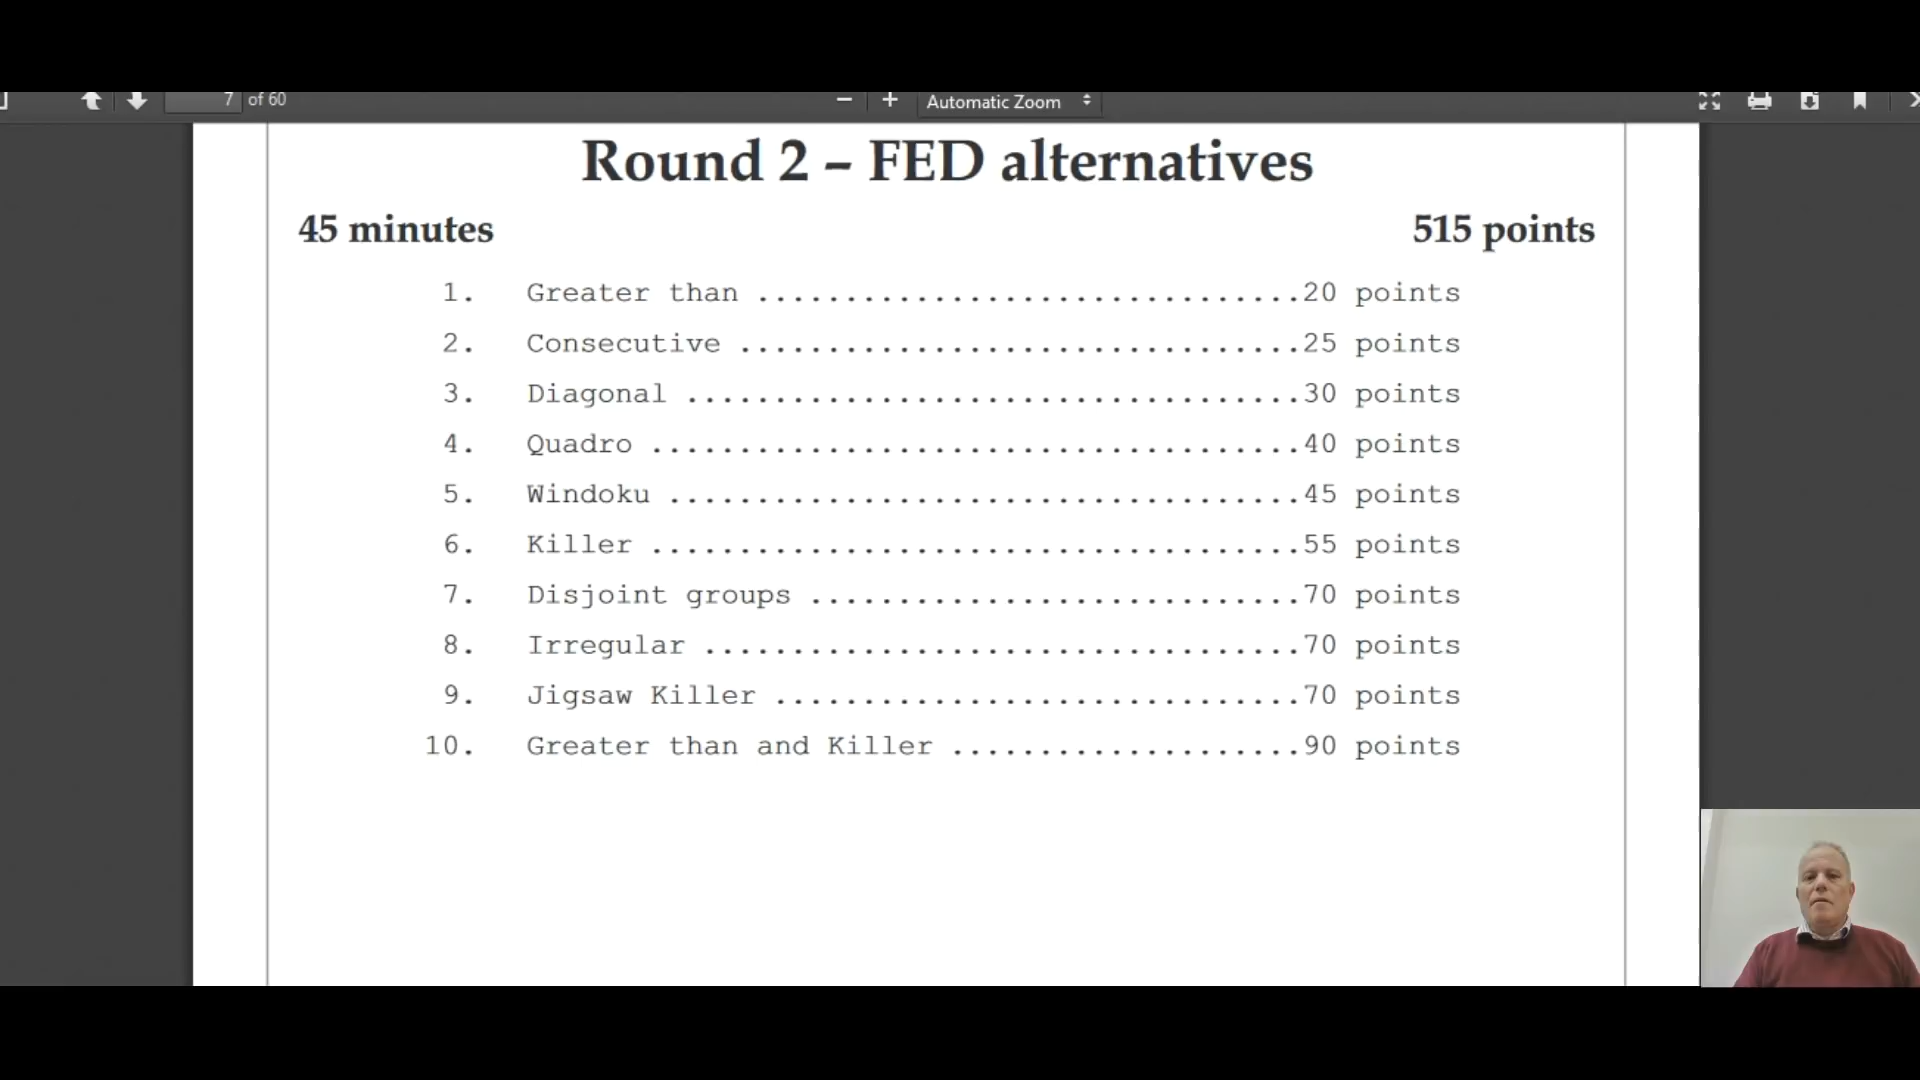 7 of 60
Automatic Zoom
Round 2 – FED alternatives
45 minutes 515 points
1. Greater than ...............................20 points
2. Consecutive ................................25 points
3. Diagonal ...................................30 points
4. Quadro .....................................40 points
5. Windoku ....................................45 points
6. Killer .....................................55 points
7. Disjoint groups ............................70 points
8. Irregular ..................................70 points
9. Jigsaw Killer ..............................70 points
10. Greater than and Killer ....................90 points